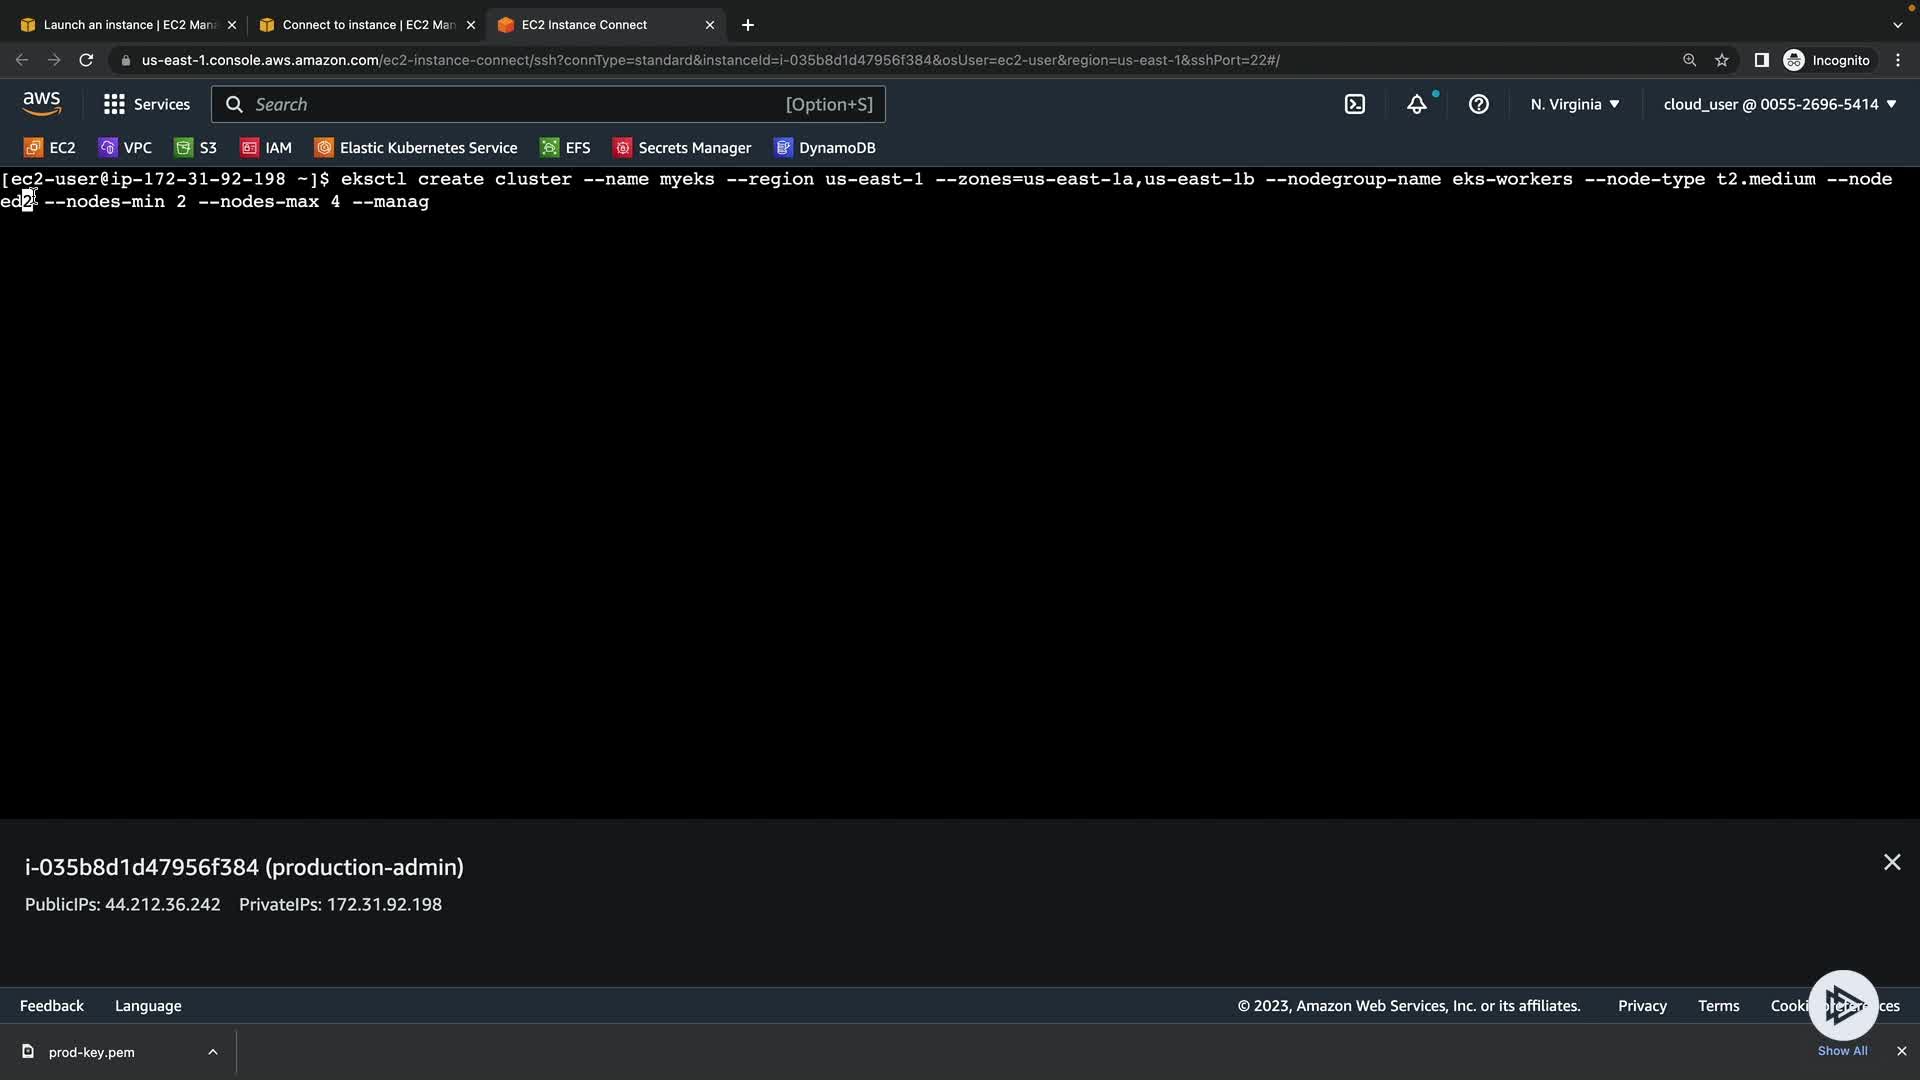 Launch an instance | EC2 Mana
Connect to instance | EC2 Man
EC2 Instance Connect
us-east-1.console.aws.amazon.com/ec2-instance-connect/ssh?connType=standard&instanceId=i-035b8d1d47956f384&osUser=ec2-user&region=us-east-1&sshPort=22#/
Incognito
aws
Services
Search
[Option+S]
N. Virginia
cloud_user @ 0055-2696-5414
EC2
VPC
S3
IAM
Elastic Kubernetes Service
EFS
Secrets Manager
DynamoDB
[ec2-user@ip-172-31-92-198 ~]$ eksctl create cluster --name myeks --region us-east-1 --zones=us-east-1a,us-east-1b --nodegroup-name eks-workers --node-type t2.medium --node
ed2 --nodes-min 2 --nodes-max 4 --manag
i-035b8d1d47956f384 (production-admin)
PublicIPs: 44.212.36.242 PrivateIPs: 172.31.92.198
Feedback
Language
© 2023, Amazon Web Services, Inc. or its affiliates.
Privacy
Terms
prod-key.pem
Show All